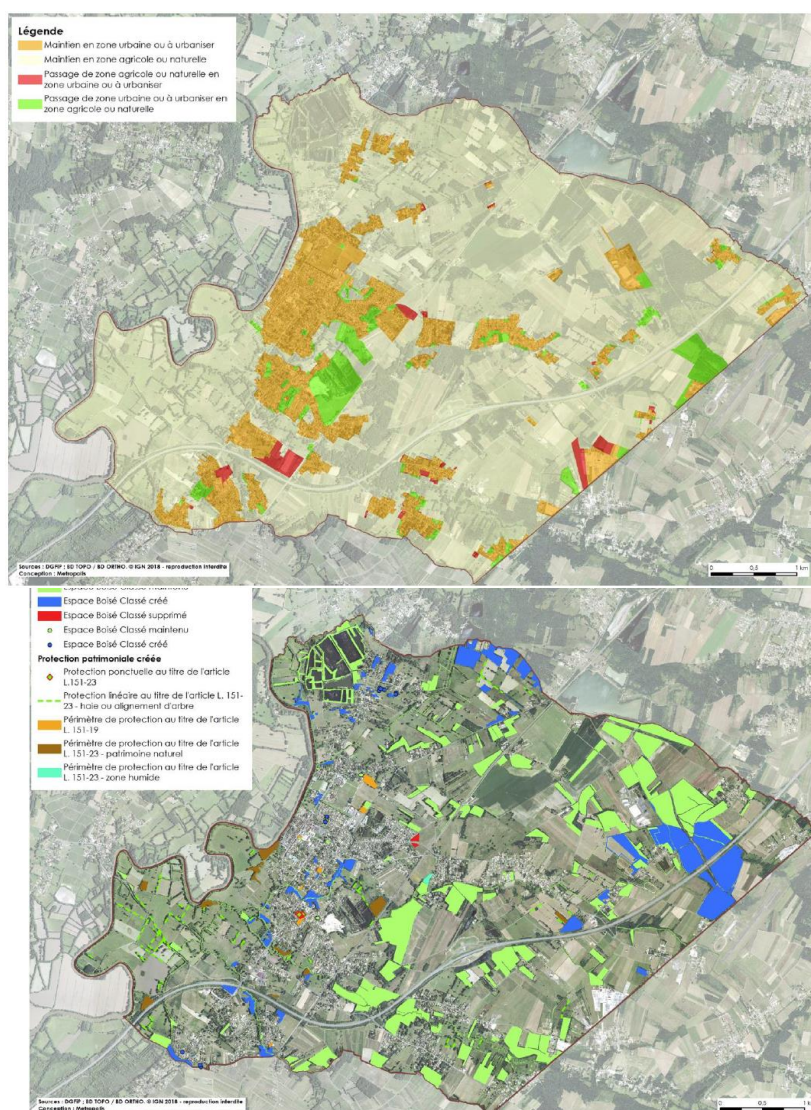 Légende
Maintien en zone urbaine ou à urbaniser
Maintien en zone agricole ou naturelle
Passage de zone agricole ou naturelle en
zone urbaine ou à urbaniser
Passage de zone urbaine ou à urbaniser en
zone agricole ou naturelle
Sources : DGFIP ; BD TOPO / BD ORTHO. © IGN 2018 - reproduction interdite
Conception : Metropolis
0 0,5 1 km
Espace Boisé Classé maintenu
Espace Boisé Classé créé
Espace Boisé Classé supprimé
Espace Boisé Classé maintenu
Espace Boisé Classé créé
Protection patrimoniale créée
Protection ponctuelle au titre de l'article
L.151-23
Protection linéaire au titre de l'article L. 151-
23 - haie ou alignement d'arbre
Périmètre de protection au titre de l'article
L. 151-19
Périmètre de protection au titre de l'article
L. 151-23 - patrimoine naturel
Périmètre de protection au titre de l'article
L. 151-23 - zone humide
Sources : DGFIP ; BD TOPO / BD ORTHO. © IGN 2018 - reproduction interdite
Conception : Metropolis
0 0,5